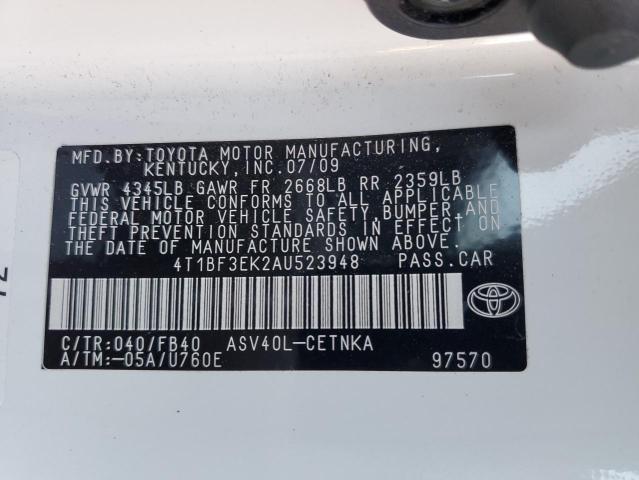 MFD.BY:TOYOTA MOTOR MANUFACTURING,
KENTUCKY, INC.07/09
GVWR 4345LB GAWR FR 2668LB RR 2359LB
THIS VEHICLE CONFORMS TO ALL APPLICABLE
FEDERAL MOTOR VEHICLE SAFETY,BUMPER,AND
THEFT PREVENTION STANDARDS IN EFFECT ON
THE DATE OF MANUFACTURE SHOWN ABOVE.
4T1BF3EK2AU523948 PASS.CAR
C/TR:040/FB40 ASV40L-CETNKA
A/TM:-05A/U760E 97570
TOYOTA